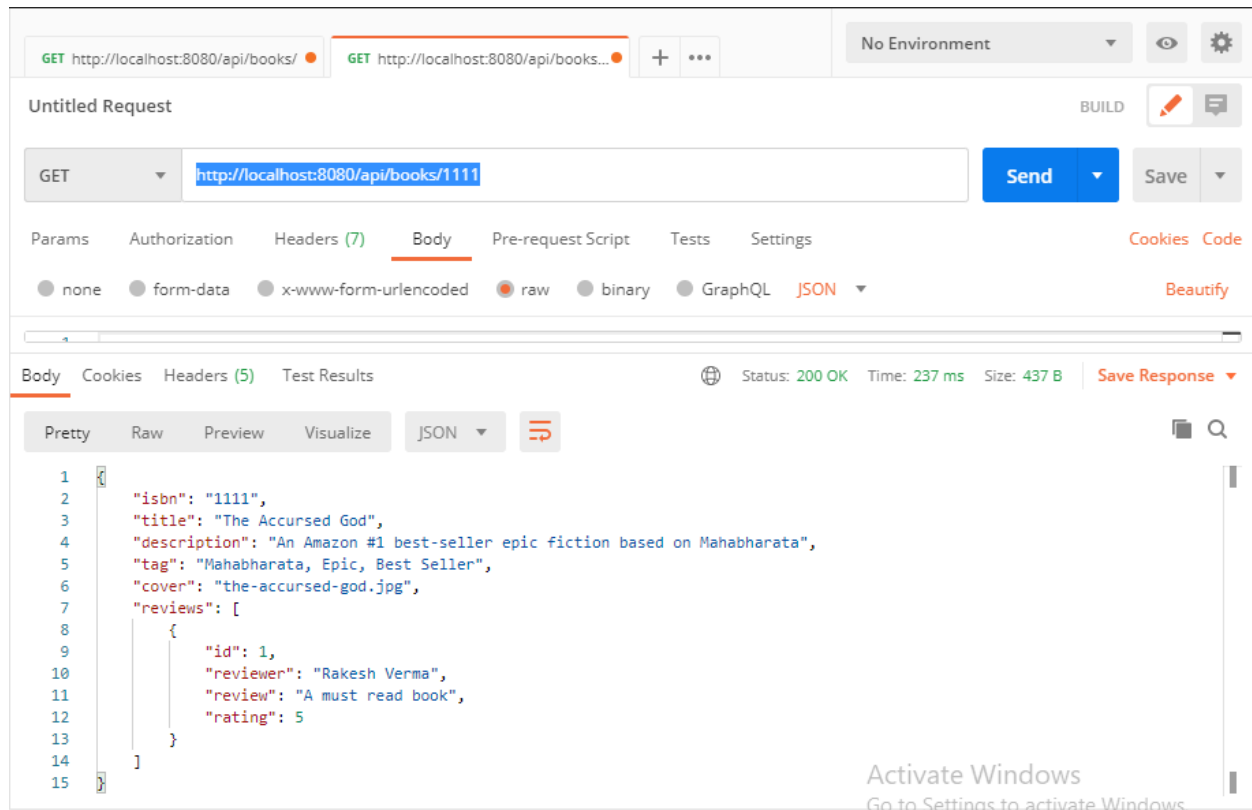 GET http://localhost:8080/api/books/ GET http://localhost:8080/api/books... + ••• No Environment
Untitled Request BUILD
GET http://localhost:8080/api/books/1111 Send Save
Params Authorization Headers (7) Body Pre-request Script Tests Settings Cookies Code
none form-data x-www-form-urlencoded raw binary GraphQL JSON Beautify
1
Body Cookies Headers (5) Test Results Status: 200 OK Time: 237 ms Size: 437 B Save Response
Pretty Raw Preview Visualize JSON
1 {
2 "isbn": "1111",
3 "title": "The Accursed God",
4 "description": "An Amazon #1 best-seller epic fiction based on Mahabharata",
5 "tag": "Mahabharata, Epic, Best Seller",
6 "cover": "the-accursed-god.jpg",
7 "reviews": [
8 {
9 "id": 1,
10 "reviewer": "Rakesh Verma",
11 "review": "A must read book",
12 "rating": 5
13 }
14 ]
15 }
Activate Windows
Go to Settings to activate Windows